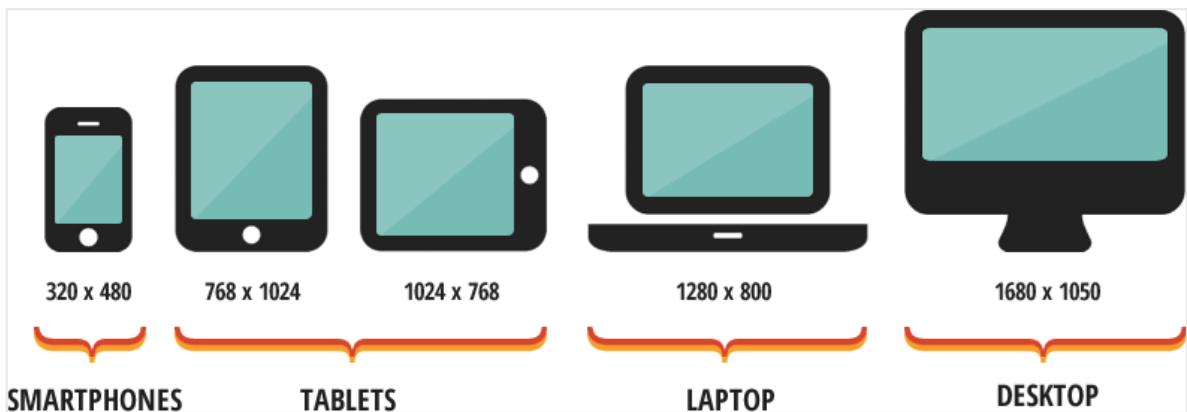 320 x 480
768 x 1024
1024 x 768
1280 x 800
1680 x 1050
SMARTPHONES
TABLETS
LAPTOP
DESKTOP